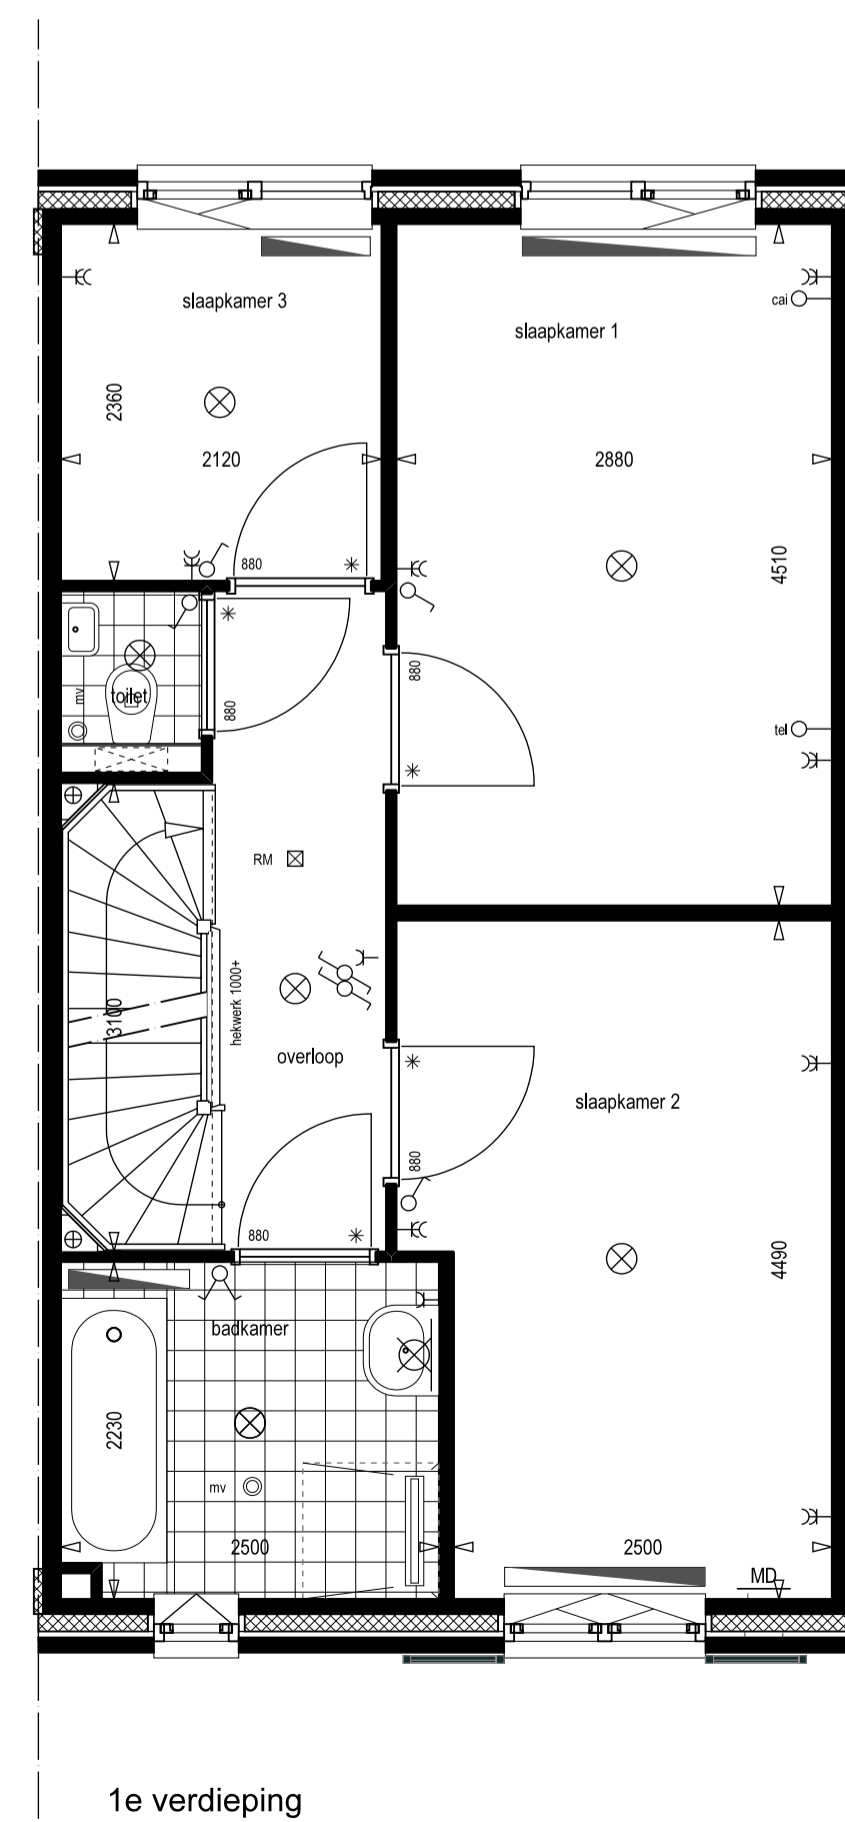 slaapkamer 3
slaapkamer 1
cai
2360
2120
2880
4510
880
880
880
mv
toilet
tel
RM
3100
hekwerk 1000+
overloop
slaapkamer 2
880
880
4490
badkamer
2230
mv
2500
2500
MD
1e verdieping